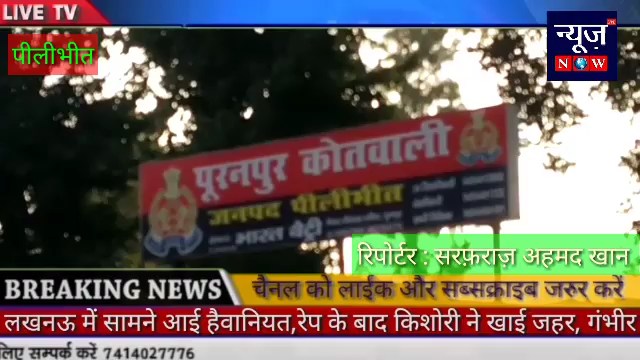 LIVE TV
न्यूज़
NOW
पीलीभीत
पूरनपुर कोतवाली
जनपद पीलीभीत
भारत पेट्रो
रिपोर्टर : सरफ़राज़ अहमद खान
BREAKING NEWS
चैनल को लाईक और सब्सक्राइब जरुर करें
लखनऊ में सामने आई हैवानियत,रेप के बाद किशोरी ने खाई जहर, गंभीर
लिए सम्पर्क करें 7414027776